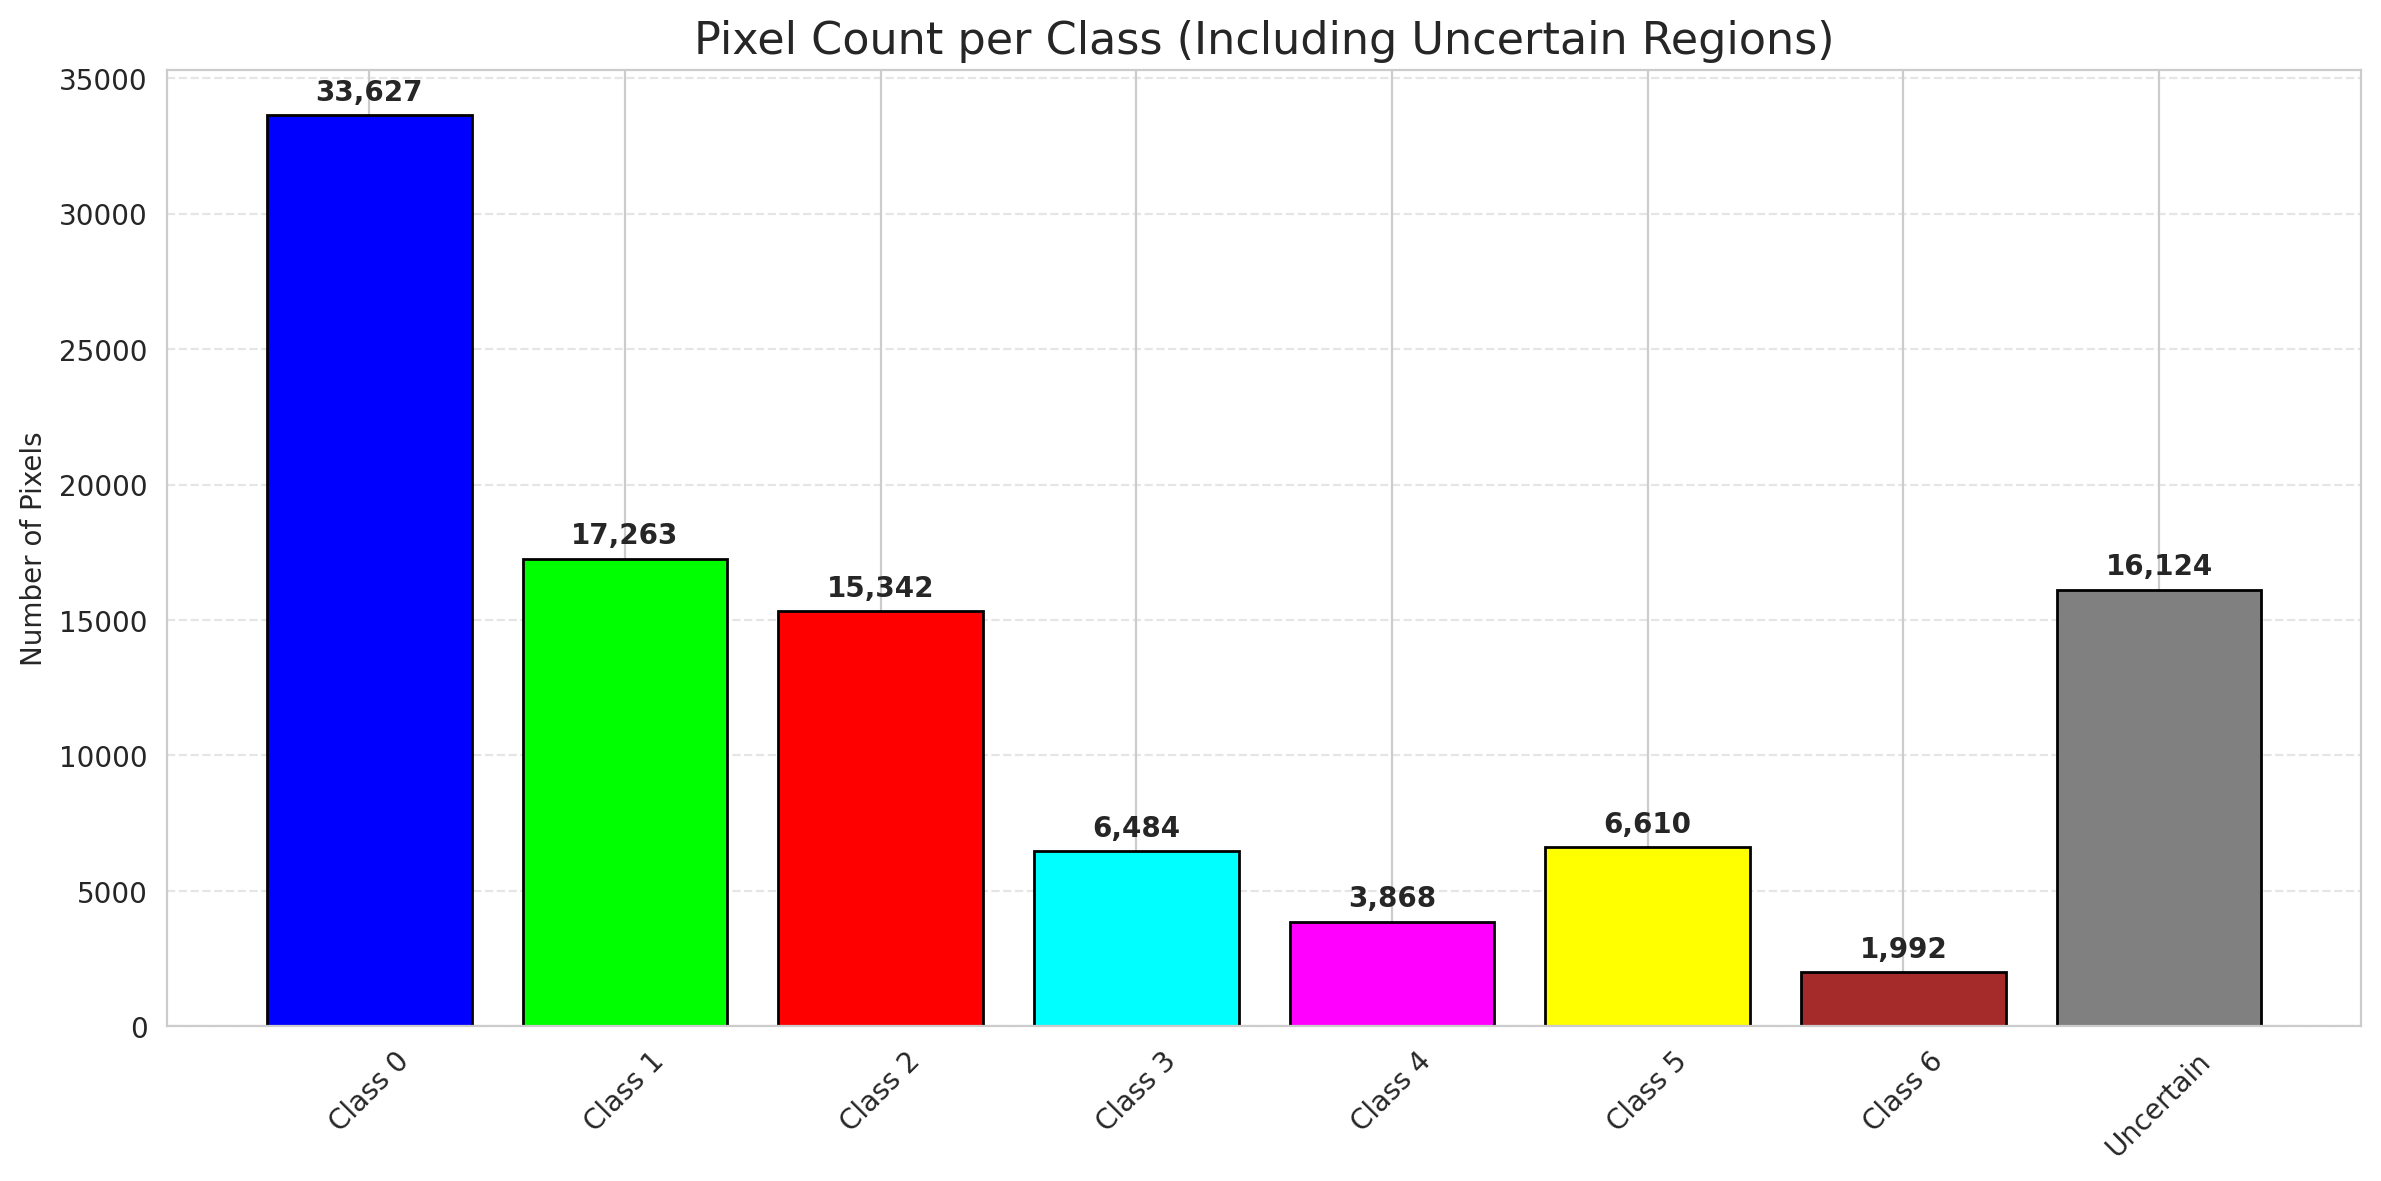 Pixel Count per Class (Including Uncertain Regions)
Number of Pixels
35000
30000
25000
20000
15000
10000
5000
0
33,627
17,263
15,342
6,484
3,868
6,610
1,992
16,124
Class 0
Class 1
Class 2
Class 3
Class 4
Class 5
Class 6
Uncertain